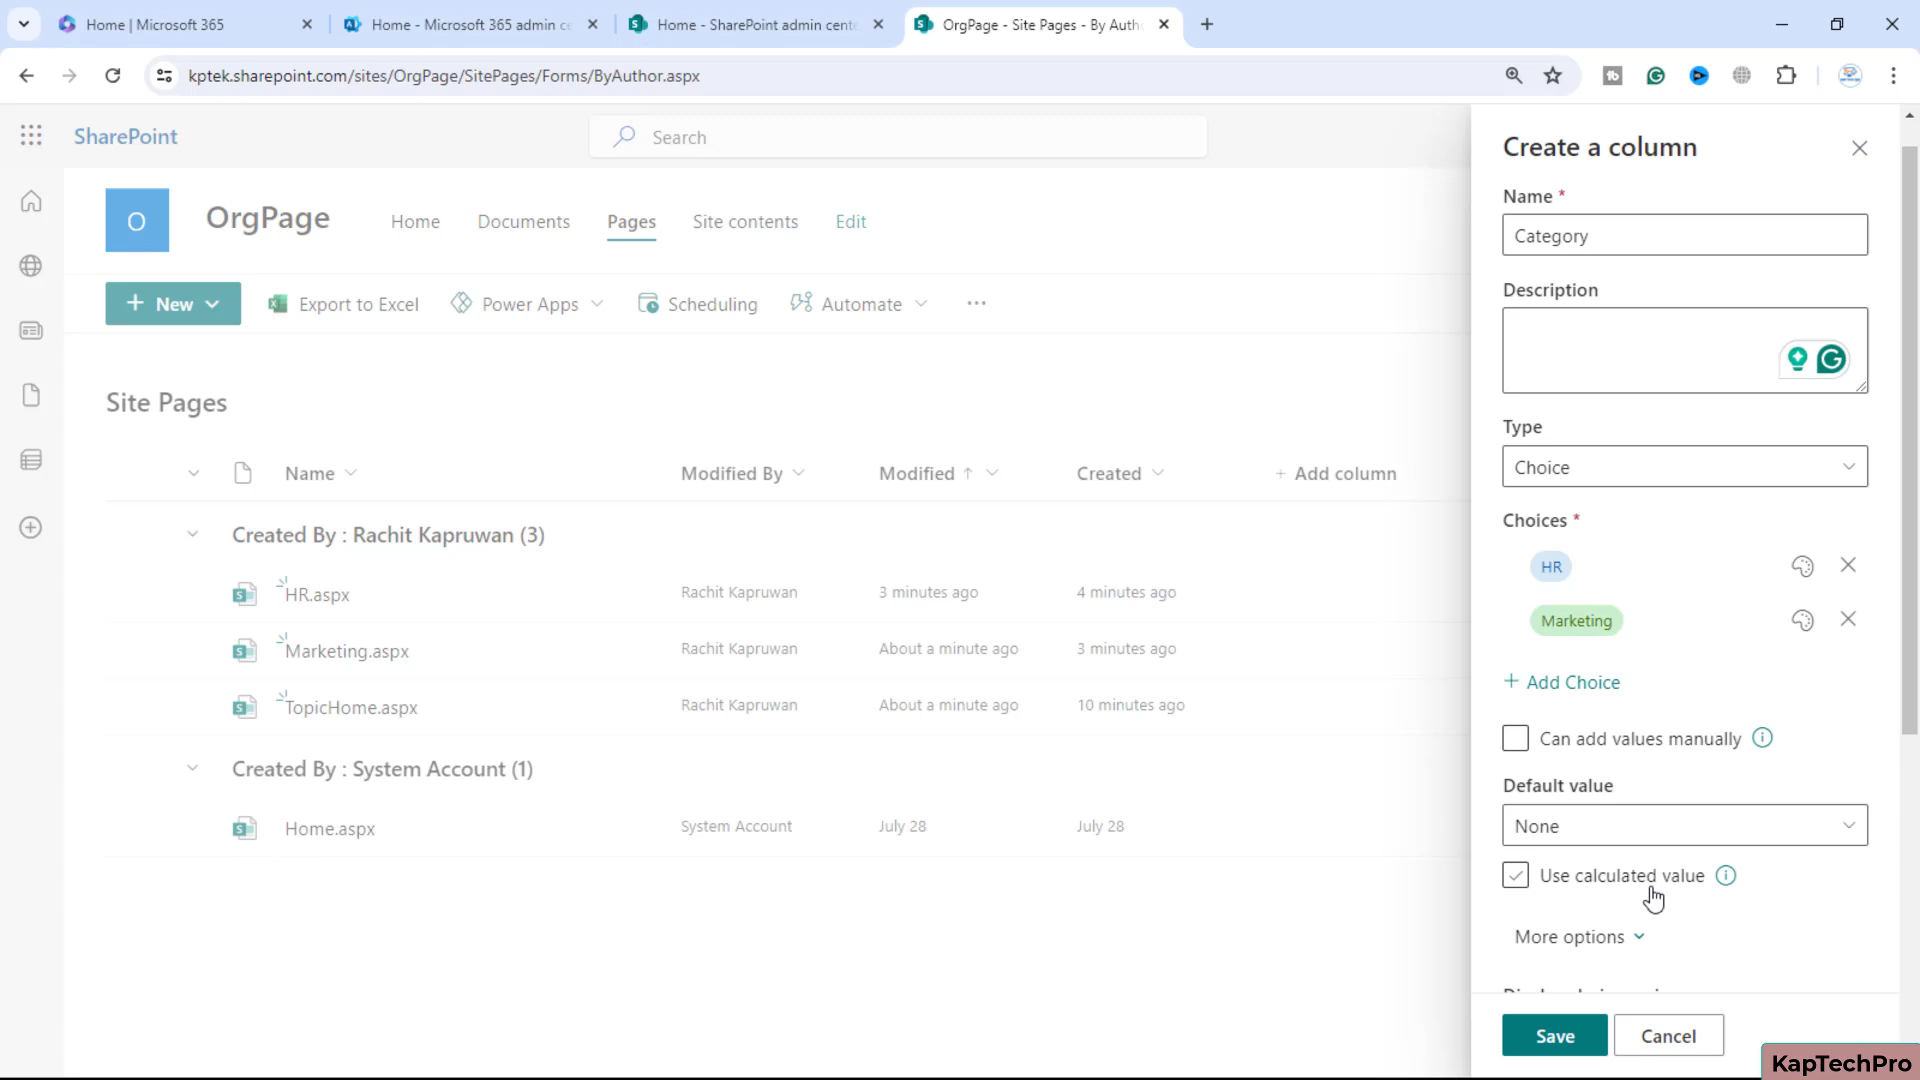 Home | Microsoft 365
Home - Microsoft 365 admin ce
Home - SharePoint admin cente
OrgPage - Site Pages - By Autho
kptek.sharepoint.com/sites/OrgPage/SitePages/Forms/ByAuthor.aspx
SharePoint
Search
O
OrgPage
Home
Documents
Pages
Site contents
Edit
New
Export to Excel
Power Apps
Scheduling
Automate
Site Pages
Name
Modified By
Modified
Created
Add column
Created By : Rachit Kapruwan (3)
HR.aspx
Rachit Kapruwan
3 minutes ago
4 minutes ago
Marketing.aspx
Rachit Kapruwan
About a minute ago
3 minutes ago
TopicHome.aspx
Rachit Kapruwan
About a minute ago
10 minutes ago
Created By : System Account (1)
Home.aspx
System Account
July 28
July 28
Create a column
Name *
Category
Description
Type
Choice
Choices *
HR
Marketing
+ Add Choice
Can add values manually
Default value
None
Use calculated value
More options
Save
Cancel
KapTechPro